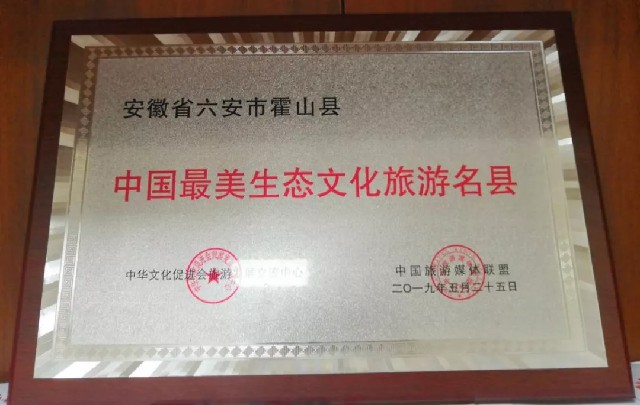 安徽省六安市霍山县
中国最美生态文化旅游名县
中华文化促进会旅游
中心
中国旅游媒体联盟
二〇一九年五月二十五日